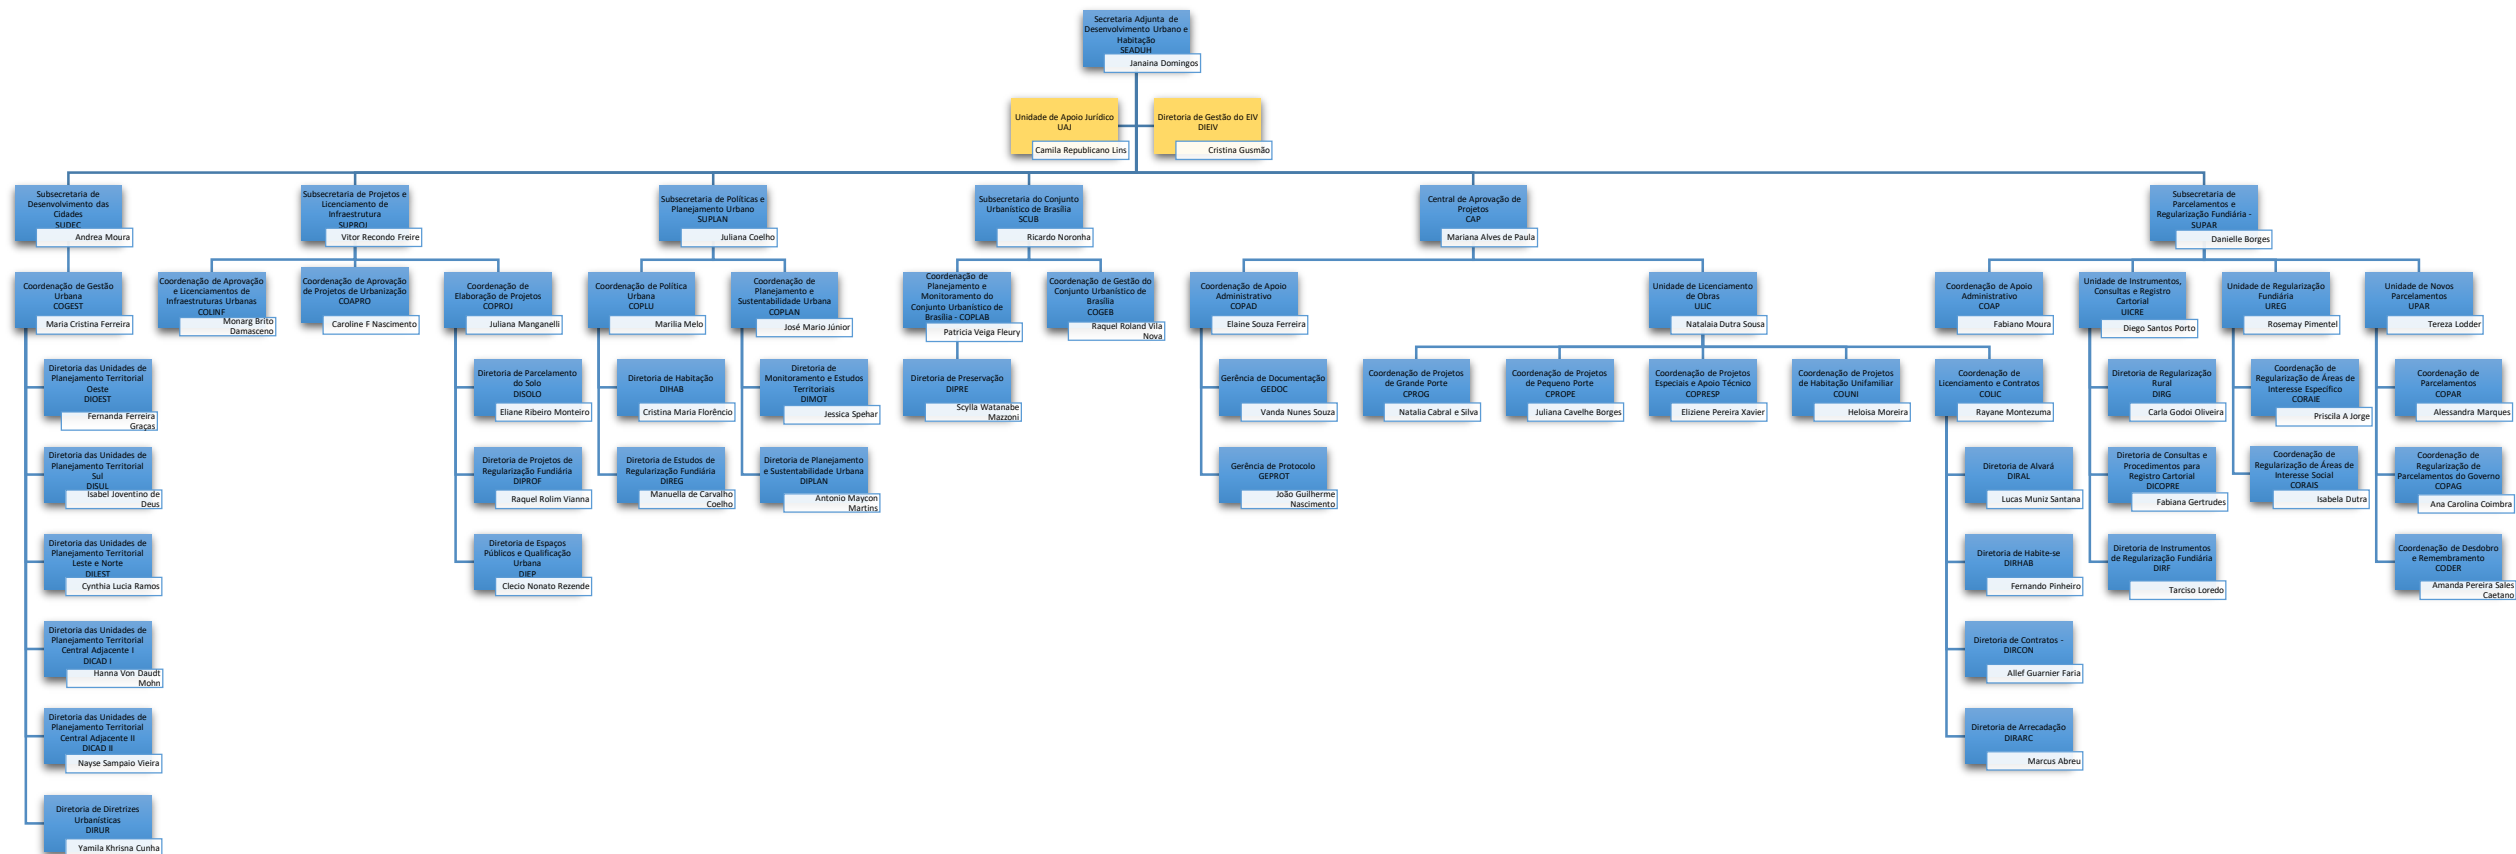 Secretaria Adjunta de
Desenvolvimento Urbano e
Habitação
SEADUH
Janaina Domingos
Unidade de Apoio Jurídico
UAJ
Camila Republicano Lins
Diretoria de Gestão do EIV
DIEIV
Cristina Gusmão
Subsecretaria de
Desenvolvimento das
Cidades
SUDEC
Andrea Moura
Subsecretaria de Projetos e
Licenciamento de
Infraestrutura
SUPROJ
Vitor Recondo Freire
Subsecretaria de Políticas e
Planejamento Urbano
SUPLAN
Juliana Coelho
Subsecretaria do Conjunto
Urbanístico de Brasília
SCUB
Ricardo Noronha
Central de Aprovação de
Projetos
CAP
Mariana Alves de Paula
Subsecretaria de
Parcelamentos e
Regularização Fundiária -
SUPAR
Danielle Borges
Coordenação de Gestão
Urbana
COGEST
Maria Cristina Ferreira
Coordenação de Aprovação
e Licenciamentos de
Infraestruturas Urbanas
COLINF
Monarg Brito
Damasceno
Coordenação de Aprovação
de Projetos de Urbanização
COAPRO
Caroline F Nascimento
Coordenação de
Elaboração de Projetos
COPROJ
Juliana Manganelli
Coordenação de Política
Urbana
COPLU
Marilia Melo
Coordenação de
Planejamento e
Sustentabilidade Urbana
COPLAN
José Mario Júnior
Coordenação de
Planejamento e
Monitoramento do
Conjunto Urbanístico de
Brasília - COPLAB
Patricia Veiga Fleury
Coordenação de Gestão do
Conjunto Urbanístico de
Brasília
COGEB
Raquel Roland Vila
Nova
Coordenação de Apoio
Administrativo
COPAD
Elaine Souza Ferreira
Unidade de Licenciamento
de Obras
ULIC
Natalaia Dutra Sousa
Coordenação de Apoio
Administrativo
COAP
Fabiano Moura
Unidade de Instrumentos,
Consultas e Registro
Cartorial
UICRE
Diego Santos Porto
Unidade de Regularização
Fundiária
UREG
Rosemay Pimentel
Unidade de Novos
Parcelamentos
UPAR
Tereza Lodder
Diretoria das Unidades de
Planejamento Territorial
Oeste
DIOEST
Fernanda Ferreira
Graças
Diretoria de Parcelamento
do Solo
DISOLO
Eliane Ribeiro Monteiro
Diretoria de Habitação
DIHAB
Cristina Maria Florêncio
Diretoria de
Monitoramento e Estudos
Territoriais
DIMOT
Jessica Spehar
Diretoria de Preservação
DIPRE
Scylla Watanabe
Mazzoni
Gerência de Documentação
GEDOC
Vanda Nunes Souza
Coordenação de Projetos
de Grande Porte
CPROG
Natalia Cabral e Silva
Coordenação de Projetos
de Pequeno Porte
CPROPE
Juliana Cavelhe Borges
Coordenação de Projetos
Especiais e Apoio Técnico
COPRESP
Eliziene Pereira Xavier
Coordenação de Projetos
de Habitação Unifamiliar
COUNI
Heloisa Moreira
Coordenação de
Licenciamento e Contratos
COLIC
Rayane Montezuma
Diretoria de Regularização
Rural
DIRG
Carla Godoi Oliveira
Coordenação de
Regularização de Áreas de
Interesse Específico
CORAIE
Priscila A Jorge
Coordenação de
Parcelamentos
COPAR
Alessandra Marques
Diretoria das Unidades de
Planejamento Territorial
Sul
DISUL
Isabel Joventino de
Deus
Diretoria de Projetos de
Regularização Fundiária
DIPROF
Raquel Rolim Vianna
Diretoria de Estudos de
Regularização Fundiária
DIREG
Manuella de Carvalho
Coelho
Diretoria de Planejamento
e Sustentabilidade Urbana
DIPLAN
Antonio Maycon
Martins
Gerência de Protocolo
GEPROT
João Guilherme
Nascimento
Diretoria de Alvará
DIRAL
Lucas Muniz Santana
Diretoria de Consultas e
Procedimentos para
Registro Cartorial
DICOPRE
Fabiana Gertrudes
Coordenação de
Regularização de Áreas de
Interesse Social
CORAIS
Isabela Dutra
Coordenação de
Regularização de
Parcelamentos do Governo
COPAG
Ana Carolina Coimbra
Diretoria das Unidades de
Planejamento Territorial
Leste e Norte
DILEST
Cynthia Lucia Ramos
Diretoria de Espaços
Públicos e Qualificação
Urbana
DIEP
Clecio Nonato Rezende
Diretoria de Habite-se
DIRHAB
Fernando Pinheiro
Diretoria de Instrumentos
de Regularização Fundiária
DIRF
Tarciso Loredo
Coordenação de Desdobro
e Remembramento
CODER
Amanda Pereira Sales
Caetano
Diretoria das Unidades de
Planejamento Territorial
Central Adjacente I
DICAD I
Hanna Von Daudt
Mohn
Diretoria de Contratos -
DIRCON
Allef Guarnier Faria
Diretoria das Unidades de
Planejamento Territorial
Central Adjacente II
DICAD II
Nayse Sampaio Vieira
Diretoria de Arrecadação
DIRARC
Marcus Abreu
Diretoria de Diretrizes
Urbanísticas
DIRUR
Yamila Khrisna Cunha